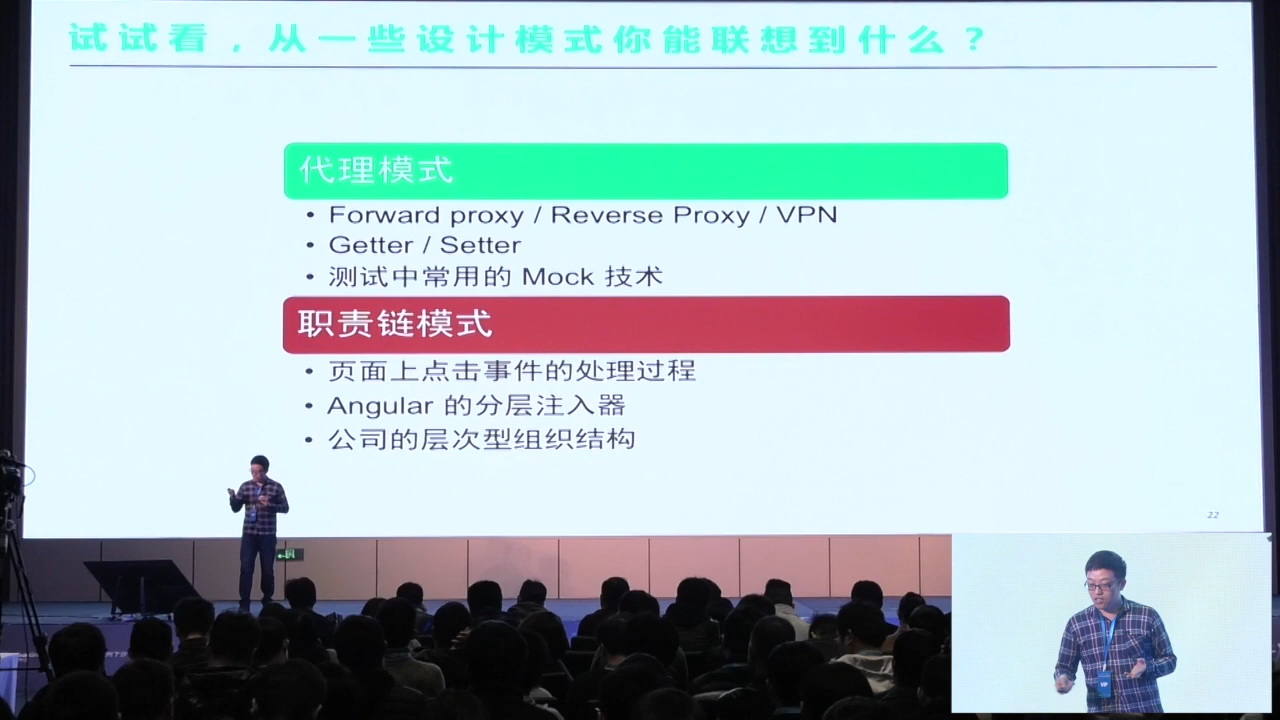 试试看，从一些设计模式你能联想到什么？
代理模式
• Forward proxy / Reverse Proxy / VPN
• Getter / Setter
• 测试中常用的 Mock 技术
职责链模式
• 页面上点击事件的处理过程
• Angular 的分层注入器
• 公司的层次型组织结构
22
VIP